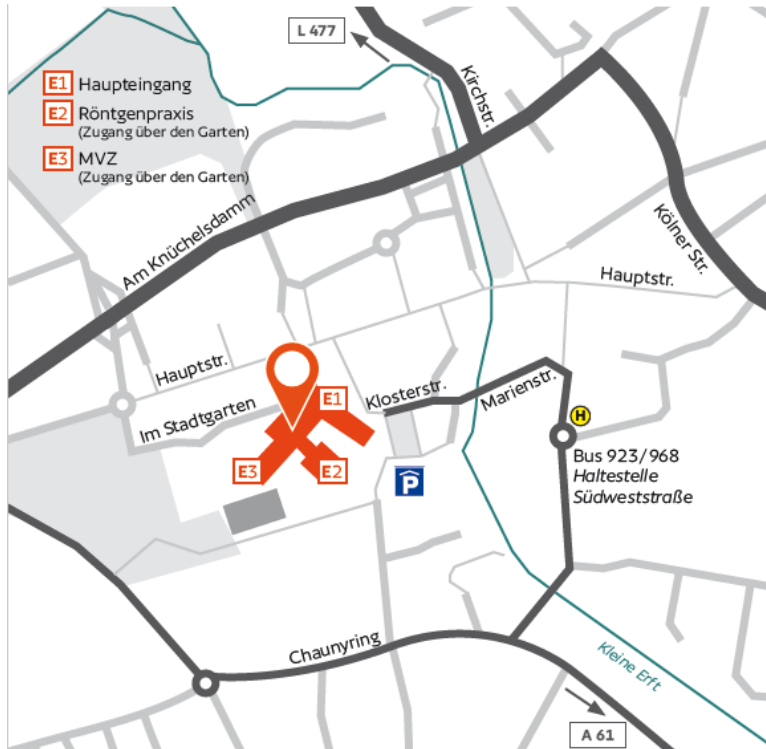 L 477
E1 Haupteingang
E2 Röntgenpraxis
(Zugang über den Garten)
E3 MVZ
(Zugang über den Garten)
Kirchstr.
Am Knüchelsdamm
Kölner Str.
Hauptstr.
Hauptstr.
Im Stadtgarten
E1
Klosterstr.
Marienstr.
H
E3
E2
P
Bus 923/968
Haltestelle
Südweststraße
Chaunyring
Kleine Erft
A 61